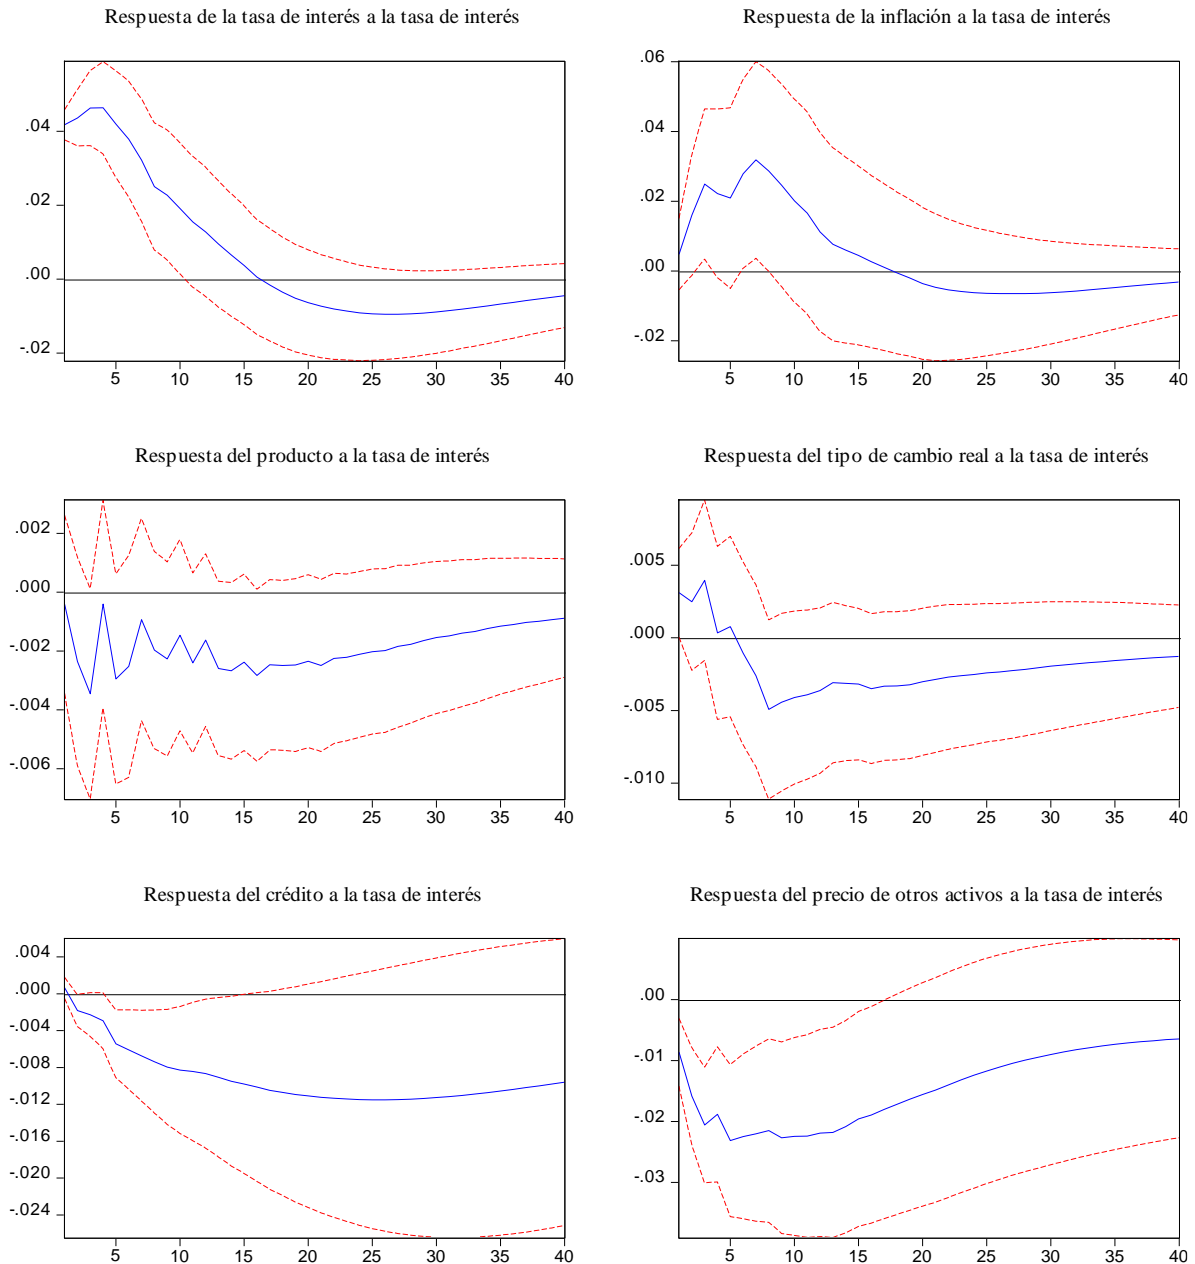 Respuesta de la tasa de interés a la tasa de interés
.04
.02
.00
-.02
5 10 15 20 25 30 35 40
Respuesta de la inflación a la tasa de interés
.06
.04
.02
.00
-.02
5 10 15 20 25 30 35 40
Respuesta del producto a la tasa de interés
.002
.000
-.002
-.004
-.006
5 10 15 20 25 30 35 40
Respuesta del tipo de cambio real a la tasa de interés
.005
.000
-.005
-.010
5 10 15 20 25 30 35 40
Respuesta del crédito a la tasa de interés
.004
.000
-.004
-.008
-.012
-.016
-.020
-.024
5 10 15 20 25 30 35 40
Respuesta del precio de otros activos a la tasa de interés
.00
-.01
-.02
-.03
5 10 15 20 25 30 35 40